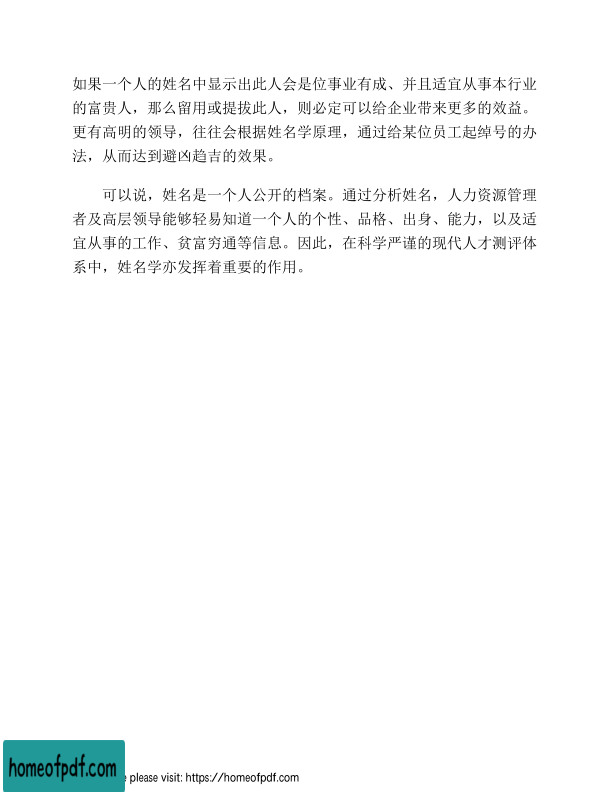 如果一个人的姓名中显示出此人会是位事业有成、并且适宜从事本行业
的富贵人，那么留用或提拔此人，则必定可以给企业带来更多的效益。
更有高明的领导，往往会根据姓名学原理，通过给某位员工起绰号的办
法，从而达到避凶趋吉的效果。
可以说，姓名是一个人公开的档案。通过分析姓名，人力资源管理
者及高层领导能够轻易知道一个人的个性、品格、出身、能力，以及适
宜从事的工作、贫富穷通等信息。因此，在科学严谨的现代人才测评体
系中，姓名学亦发挥着重要的作用。
homeofpdf.com
e please visit: https://homeofpdf.com